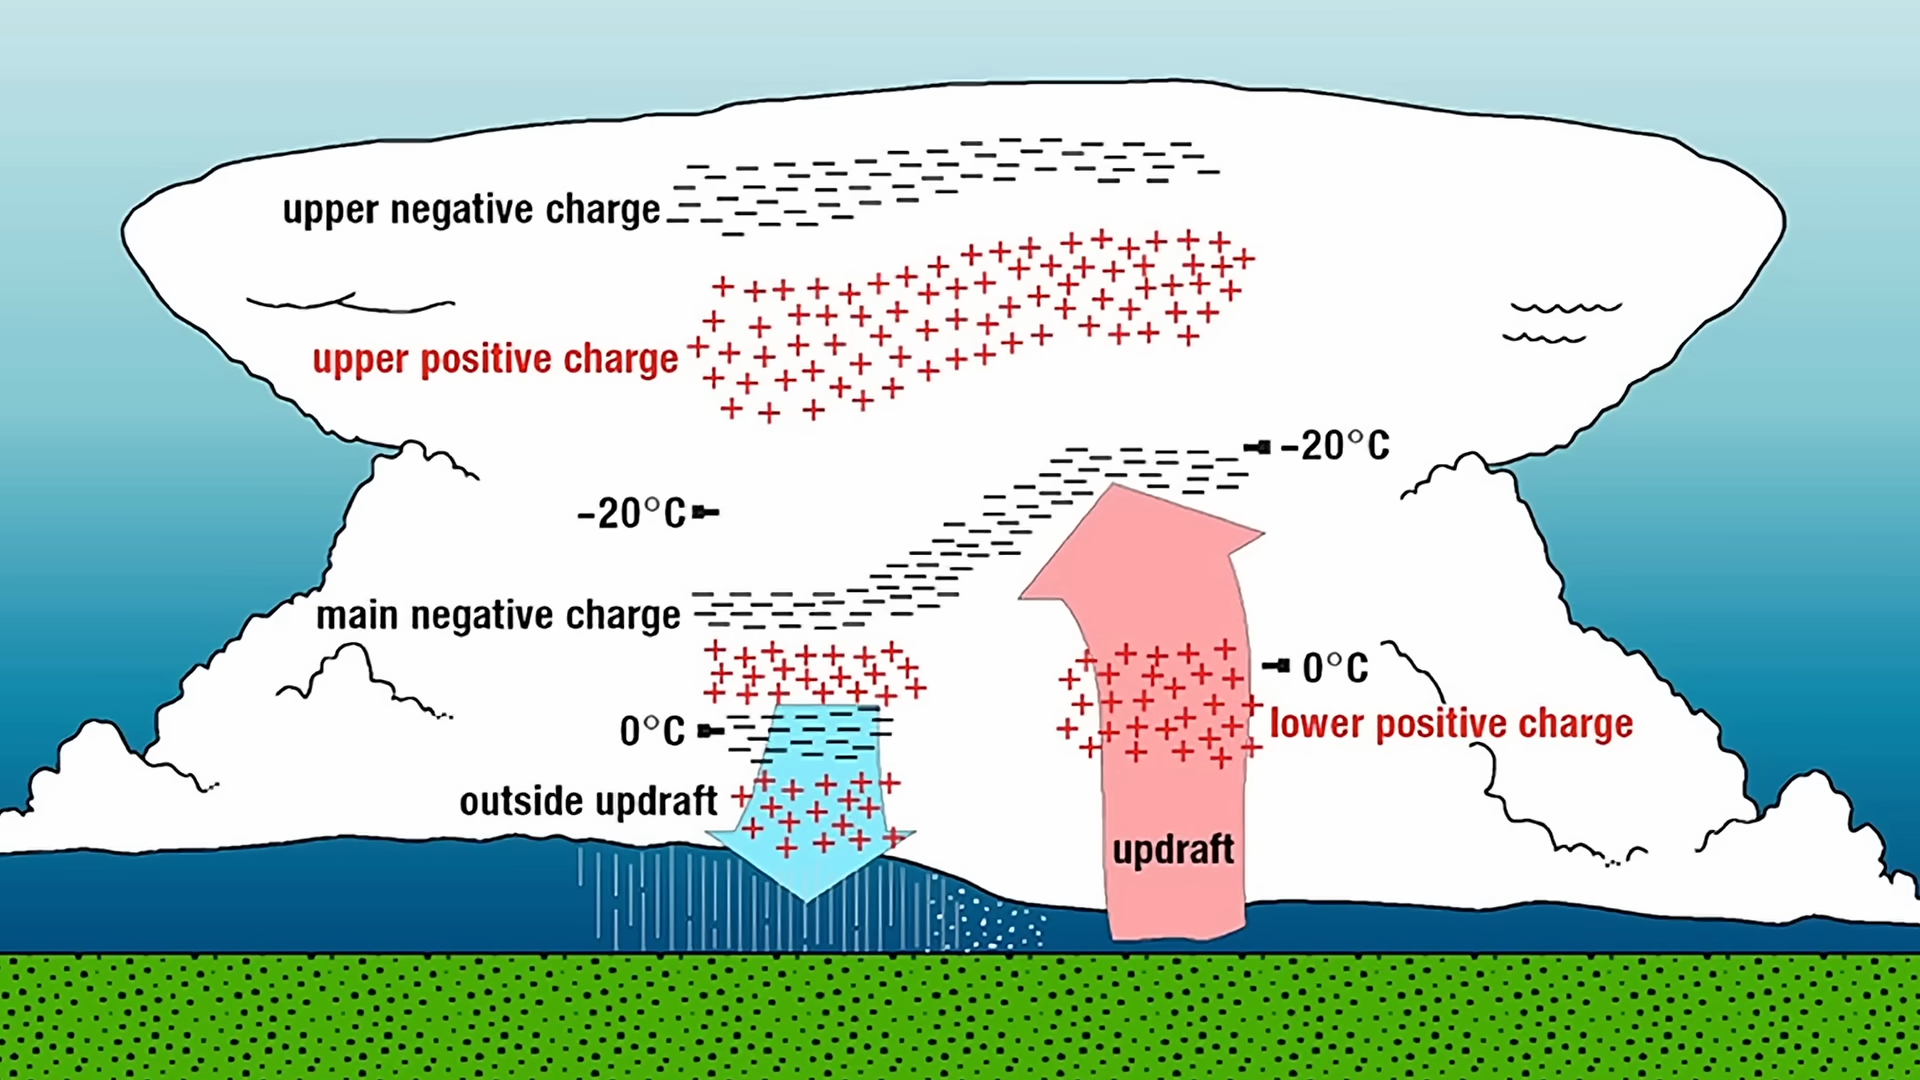 upper negative charge
upper positive charge
-20°C
-20°C
main negative charge
0°C
lower positive charge
0°C
outside updraft
updraft